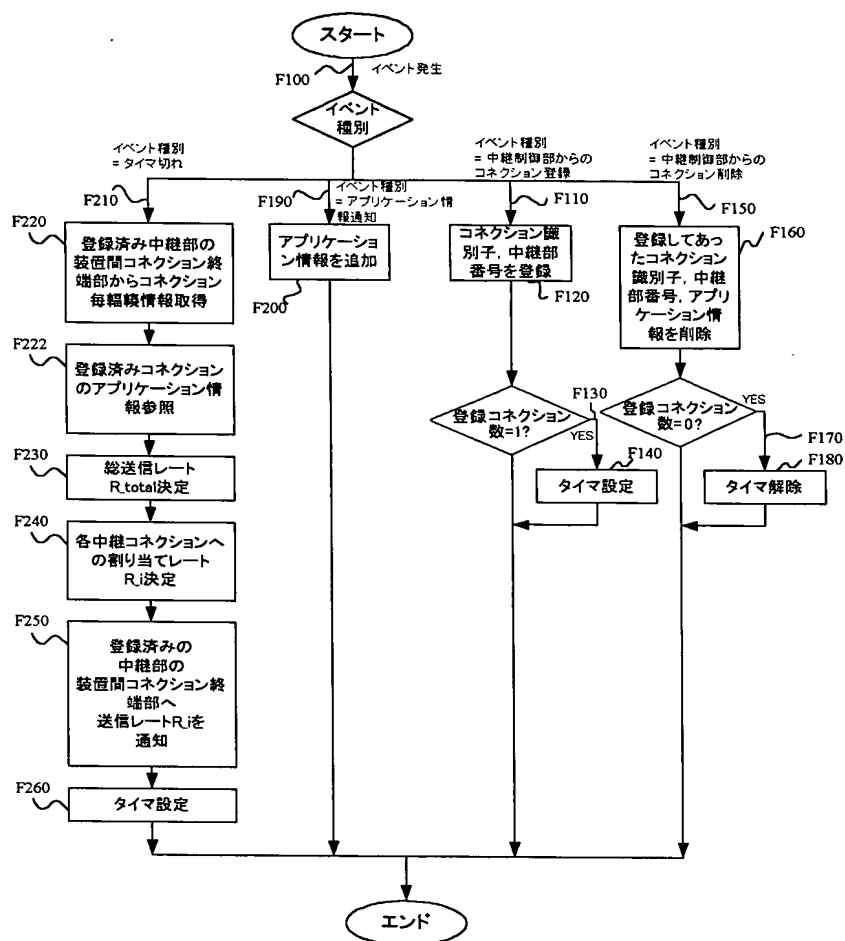 スタート
F100
イベント発生
イベント
種別
イベント種別
= タイマ切れ
F210
F220
登録済み中継部の
装置間コネクション終
端部からコネクション
毎輻輳情報取得
F222
登録済みコネクション
のアプリケーション情
報参照
F230
総送信レート
R_total決定
F240
各中継コネクションへ
の割り当てレート
R_i決定
F250
登録済みの
中継部の
装置間コネクション終
端部へ
送信レートR_iを
通知
F260
タイマ設定
F190
イベント種別
= アプリケーション情
報通知
アプリケーショ
ン情報を追加
F200
イベント種別
= 中継制御部からの
コネクション登録
F110
コネクション識
別子, 中継部
番号を登録
F120
登録コネクション
数=1?
F130
YES
F140
タイマ設定
イベント種別
= 中継制御部からの
コネクション削除
F150
F160
登録してあっ
たコネクション
識別子, 中継
部番号, アプリ
ケーション情
報を削除
登録コネクション
数=0?
YES
F170
F180
タイマ解除
エンド